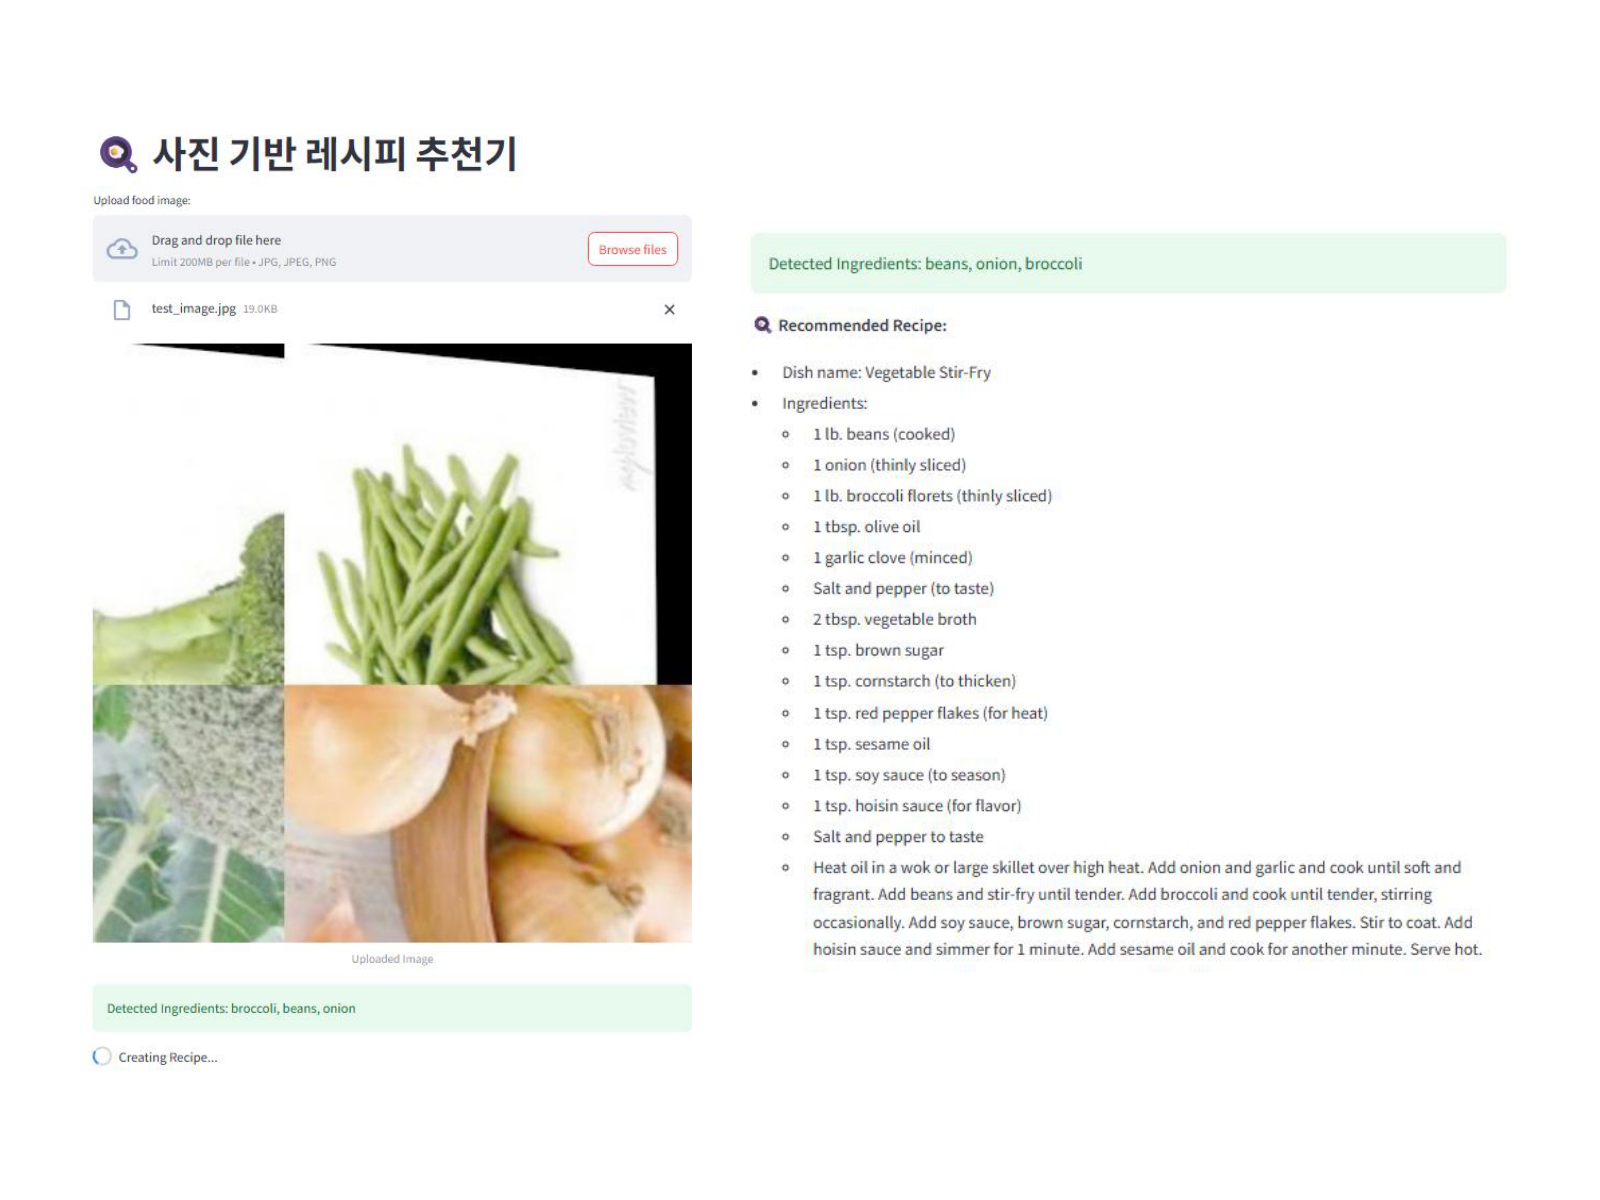 사진 기반 레시피 추천기
Upload food image:
Drag and drop file here
Limit 200MB per file • JPG, JPEG, PNG
Browse files
test_image.jpg 19.0KB
Uploaded Image
Detected Ingredients: broccoli, beans, onion
Creating Recipe...
Detected Ingredients: beans, onion, broccoli
Recommended Recipe:
• Dish name: Vegetable Stir-Fry
• Ingredients:
◦ 1 lb. beans (cooked)
◦ 1 onion (thinly sliced)
◦ 1 lb. broccoli florets (thinly sliced)
◦ 1 tbsp. olive oil
◦ 1 garlic clove (minced)
◦ Salt and pepper (to taste)
◦ 2 tbsp. vegetable broth
◦ 1 tsp. brown sugar
◦ 1 tsp. cornstarch (to thicken)
◦ 1 tsp. red pepper flakes (for heat)
◦ 1 tsp. sesame oil
◦ 1 tsp. soy sauce (to season)
◦ 1 tsp. hoisin sauce (for flavor)
◦ Salt and pepper to taste
◦ Heat oil in a wok or large skillet over high heat. Add onion and garlic and cook until soft and
fragrant. Add beans and stir-fry until tender. Add broccoli and cook until tender, stirring
occasionally. Add soy sauce, brown sugar, cornstarch, and red pepper flakes. Stir to coat. Add
hoisin sauce and simmer for 1 minute. Add sesame oil and cook for another minute. Serve hot.